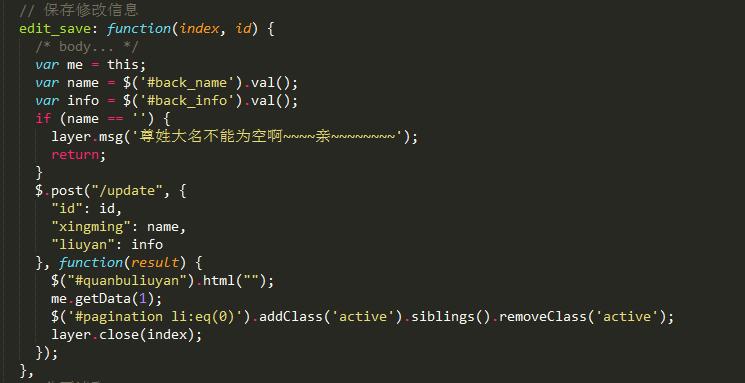 // 保存修改信息
edit_save: function(index, id) {
/* body... */
var me = this;
var name = $('#back_name').val();
var info = $('#back_info').val();
if (name == '') {
layer.msg('尊姓大名不能为空啊~~~~亲~~~~~~~~');
return;
}
$.post("/update", {
"id": id,
"xingming": name,
"liuyan": info
}, function(result) {
$("#quanbuliuyan").html("");
me.getData(1);
$('#pagination li:eq(0)').addClass('active').siblings().removeClass('active');
layer.close(index);
});
},